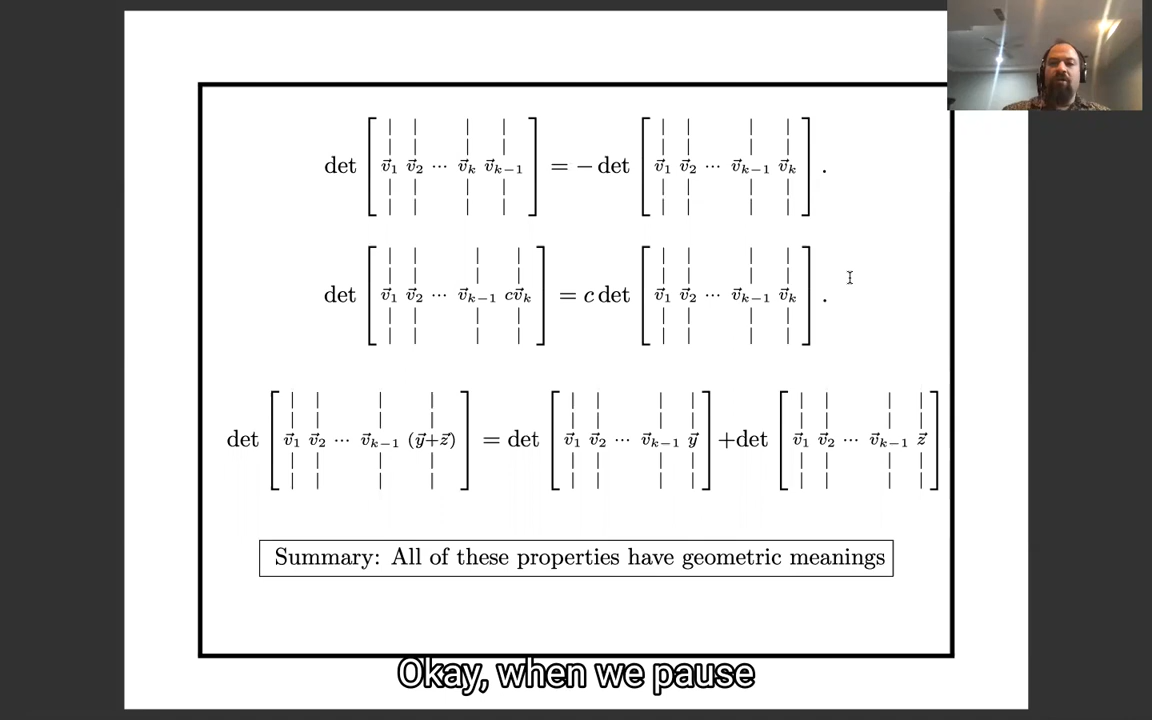 det [v⃗₁ v⃗₂ ⋯ v⃗ₖ v⃗ₖ₋₁] = − det [v⃗₁ v⃗₂ ⋯ v⃗ₖ₋₁ v⃗ₖ] .
det [v⃗₁ v⃗₂ ⋯ v⃗ₖ₋₁ cv⃗ₖ] = c det [v⃗₁ v⃗₂ ⋯ v⃗ₖ₋₁ v⃗ₖ] .
det [v⃗₁ v⃗₂ ⋯ v⃗ₖ₋₁ (y⃗+z⃗)] = det [v⃗₁ v⃗₂ ⋯ v⃗ₖ₋₁ y⃗] +det [v⃗₁ v⃗₂ ⋯ v⃗ₖ₋₁ z⃗]
Summary: All of these properties have geometric meanings
Okay, when we pause